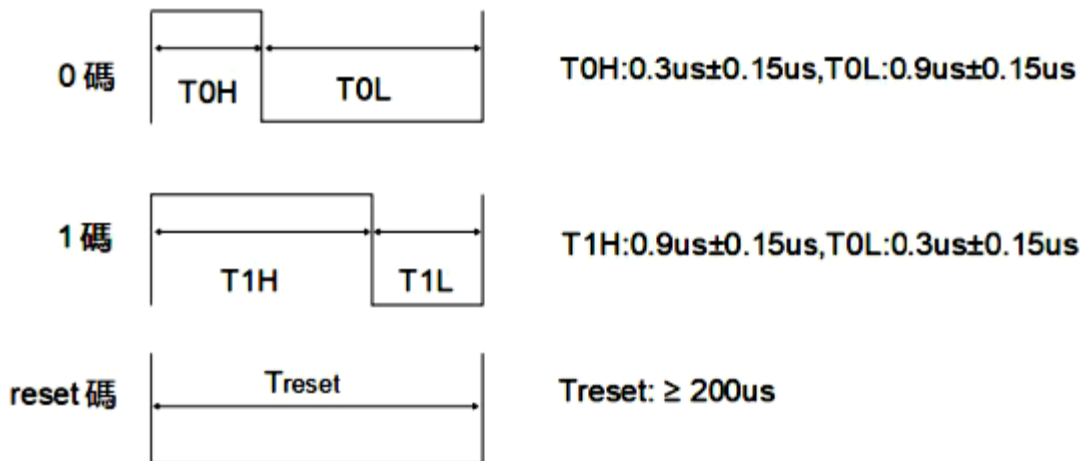 0 碼
T0H
T0L
T0H:0.3us±0.15us,T0L:0.9us±0.15us
1 碼
T1H
T1L
T1H:0.9us±0.15us,T0L:0.3us±0.15us
reset 碼
Treset
Treset: ≥ 200us